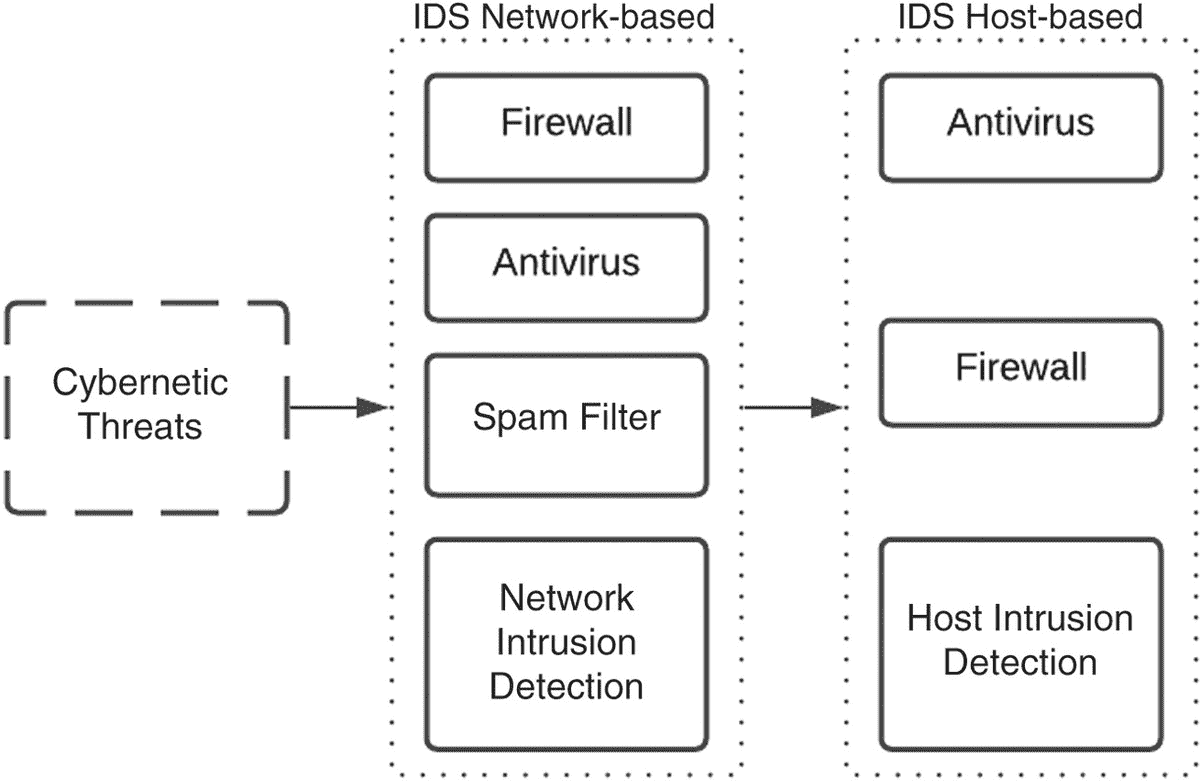 IDS Network-based
IDS Host-based
Firewall
Antivirus
Spam Filter
Network
Intrusion
Detection
Antivirus
Firewall
Host Intrusion
Detection
Cybernetic
Threats